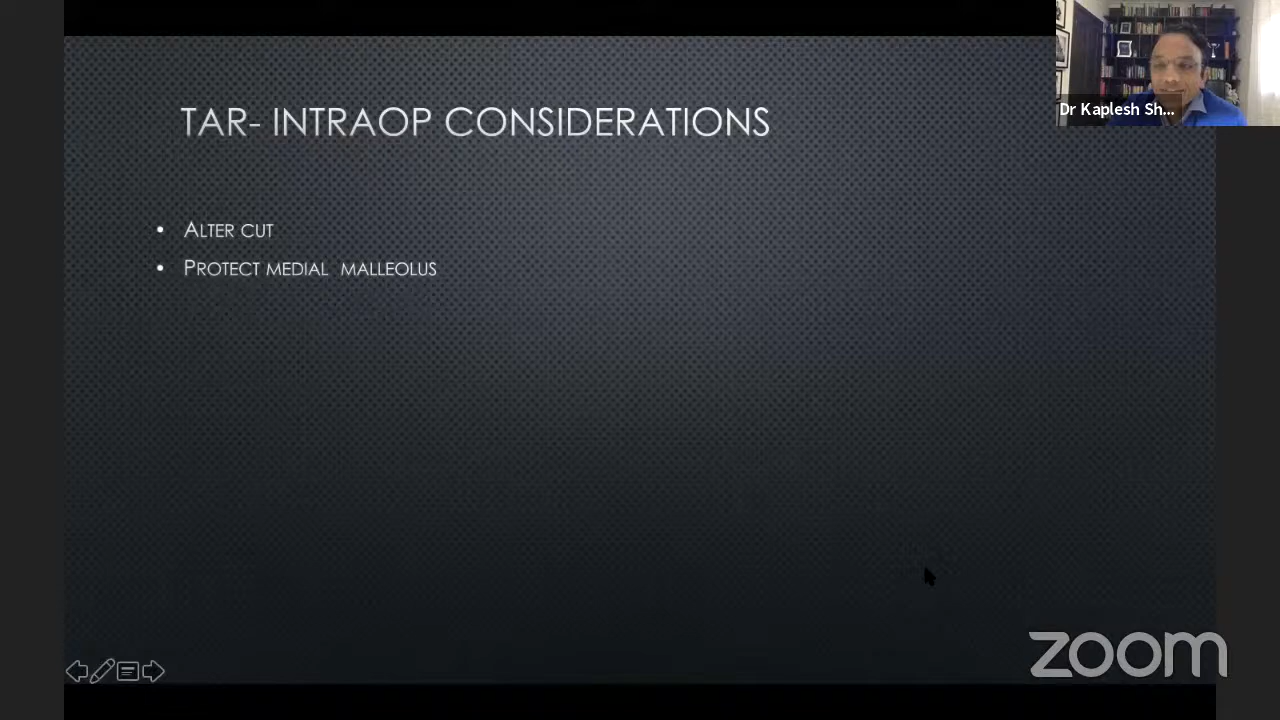 TAR- INTRAOP CONSIDERATIONS
• ALTER CUT
• PROTECT MEDIAL MALLEOLUS
Dr Kaplesh Sh...
zoom